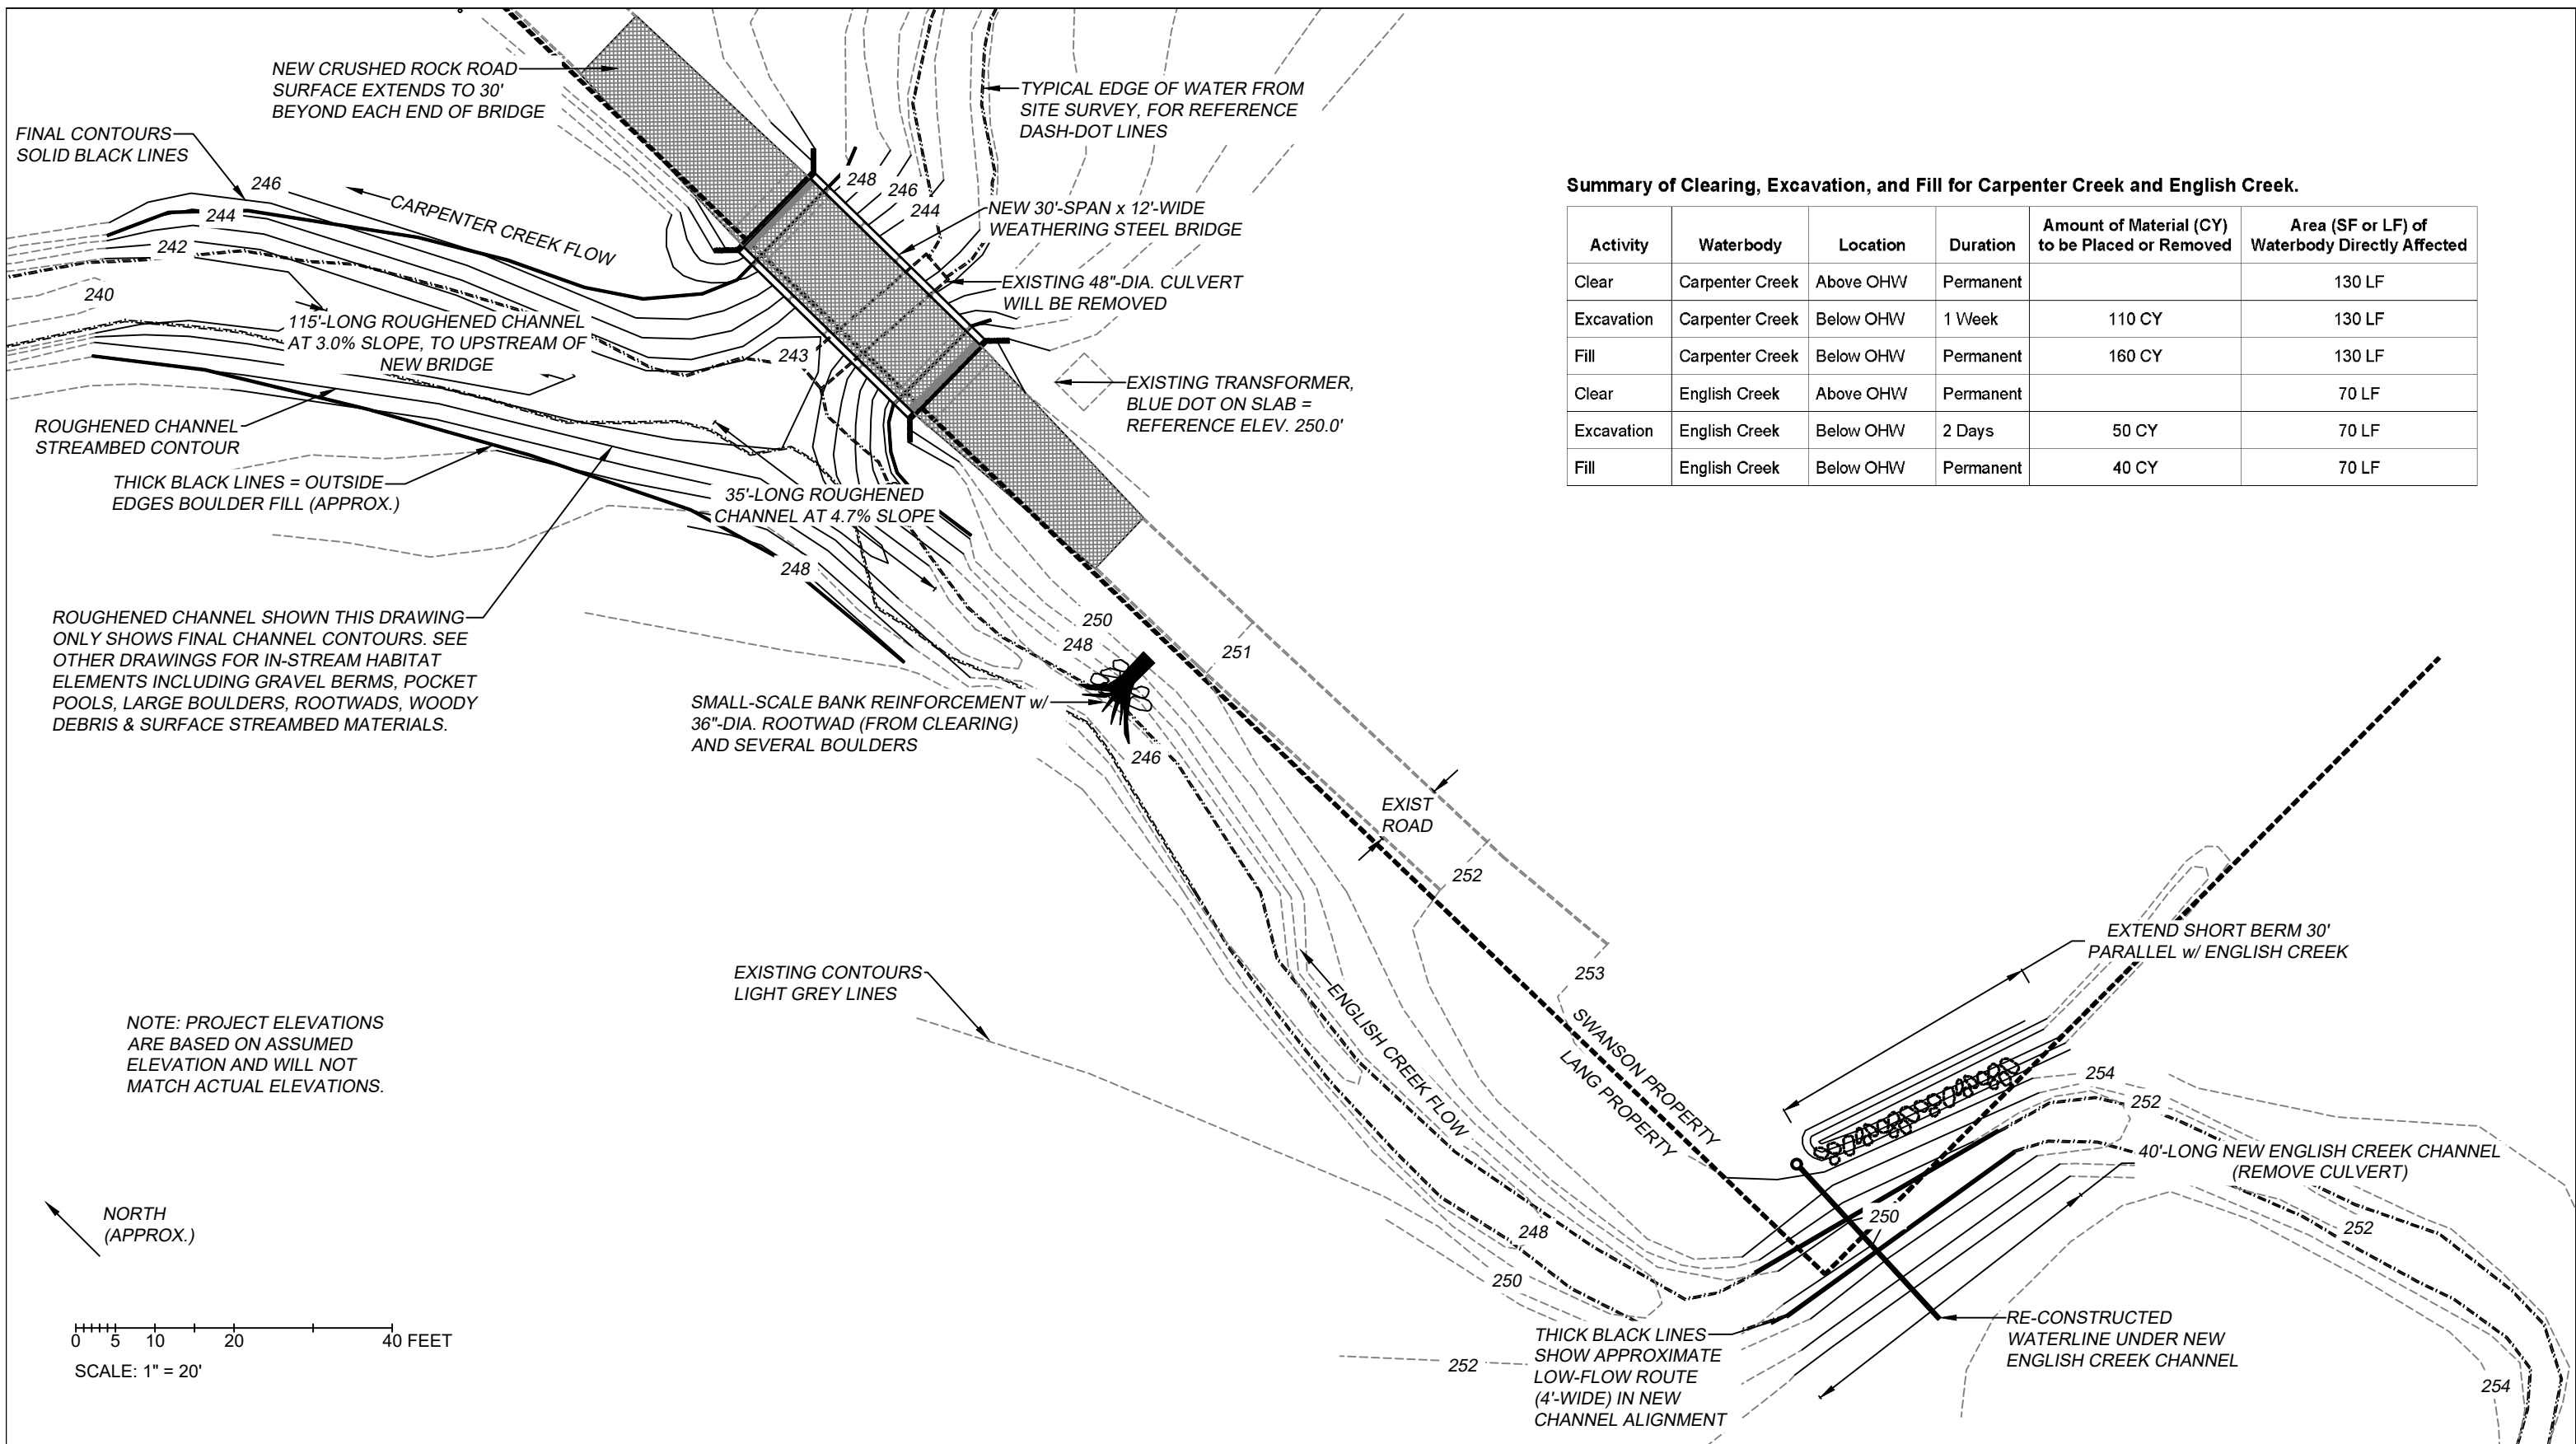 NEW CRUSHED ROCK ROAD
SURFACE EXTENDS TO 30'
BEYOND EACH END OF BRIDGE
TYPICAL EDGE OF WATER FROM
SITE SURVEY, FOR REFERENCE
DASH-DOT LINES
FINAL CONTOURS
SOLID BLACK LINES
246
244
242
240
CARPENTER CREEK FLOW
248
246
244
NEW 30'-SPAN x 12'-WIDE
WEATHERING STEEL BRIDGE
EXISTING 48"-DIA. CULVERT
WILL BE REMOVED
115'-LONG ROUGHENED CHANNEL
AT 3.0% SLOPE, TO UPSTREAM OF
NEW BRIDGE
243
EXISTING TRANSFORMER,
BLUE DOT ON SLAB =
REFERENCE ELEV. 250.0'
ROUGHENED CHANNEL
STREAMBED CONTOUR
THICK BLACK LINES = OUTSIDE
EDGES BOULDER FILL (APPROX.)
35'-LONG ROUGHENED
CHANNEL AT 4.7% SLOPE
248
ROUGHENED CHANNEL SHOWN THIS DRAWING
ONLY SHOWS FINAL CHANNEL CONTOURS. SEE
OTHER DRAWINGS FOR IN-STREAM HABITAT
ELEMENTS INCLUDING GRAVEL BERMS, POCKET
POOLS, LARGE BOULDERS, ROOTWADS, WOODY
DEBRIS & SURFACE STREAMBED MATERIALS.
250
248
251
SMALL-SCALE BANK REINFORCEMENT w/
36"-DIA. ROOTWAD (FROM CLEARING)
AND SEVERAL BOULDERS
246
EXIST
ROAD
252
253
EXISTING CONTOURS
LIGHT GREY LINES
ENGLISH CREEK FLOW
SWANSON PROPERTY
LANG PROPERTY
NOTE: PROJECT ELEVATIONS
ARE BASED ON ASSUMED
ELEVATION AND WILL NOT
MATCH ACTUAL ELEVATIONS.
EXTEND SHORT BERM 30'
PARALLEL w/ ENGLISH CREEK
254
252
40'-LONG NEW ENGLISH CREEK CHANNEL
(REMOVE CULVERT)
250
252
248
250
252
254
THICK BLACK LINES
SHOW APPROXIMATE
LOW-FLOW ROUTE
(4'-WIDE) IN NEW
CHANNEL ALIGNMENT
RE-CONSTRUCTED
WATERLINE UNDER NEW
ENGLISH CREEK CHANNEL
NORTH
(APPROX.)
0 5 10 20 40 FEET
SCALE: 1" = 20'
Summary of Clearing, Excavation, and Fill for Carpenter Creek and English Creek.
Activity Waterbody Location Duration Amount of Material (CY) to be Placed or Removed Area (SF or LF) of Waterbody Directly Affected
Clear Carpenter Creek Above OHW Permanent 130 LF
Excavation Carpenter Creek Below OHW 1 Week 110 CY 130 LF
Fill Carpenter Creek Below OHW Permanent 160 CY 130 LF
Clear English Creek Above OHW Permanent 70 LF
Excavation English Creek Below OHW 2 Days 50 CY 70 LF
Fill English Creek Below OHW Permanent 40 CY 70 LF